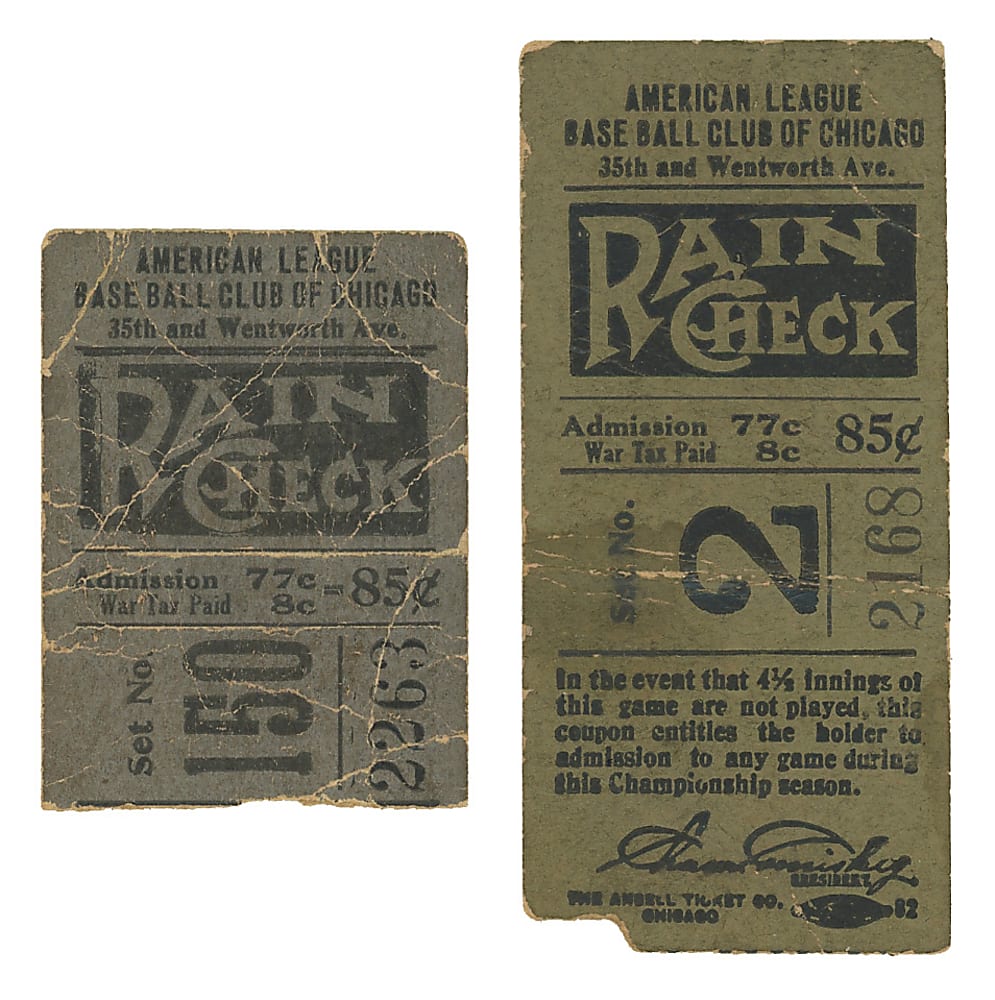 AMERICAN LEAGUE
BASE BALL CLUB OF CHICAGO
35th and Wentworth Ave.
RAIN
CHECK
Admission 77c - 85¢
War Tax Paid 8c
Set No. 150 2263
AMERICAN LEAGUE
BASE BALL CLUB OF CHICAGO
35th and Wentworth Ave.
RAIN
CHECK
Admission 77c 85¢
War Tax Paid 8c
Set No. 2 2168
In the event that 4½ innings of
this game are not played, this
coupon entitles the holder to
admission to any game during
this Championship season.
PRESIDENT
THE ANSELL TICKET CO. 82
CHICAGO